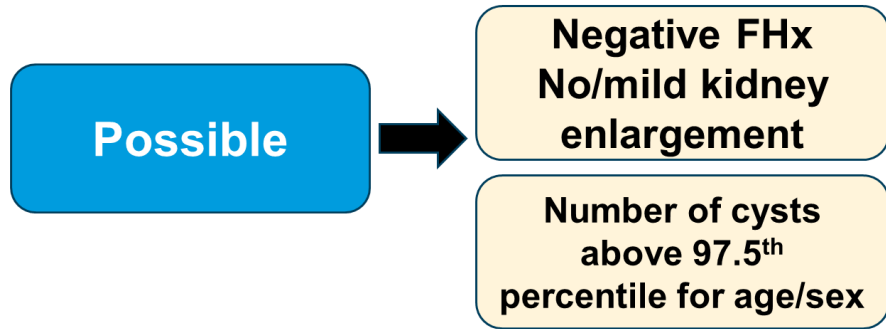 Possible
Negative FHx
No/mild kidney
enlargement
Number of cysts
above 97.5th
percentile for age/sex